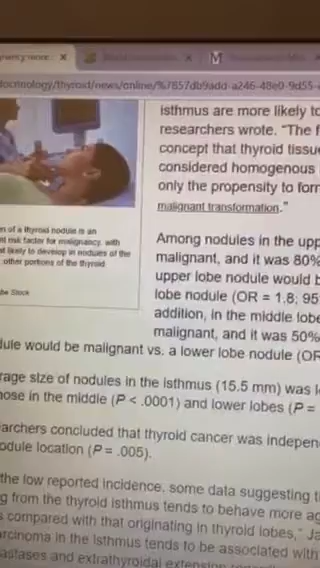 docrinology/thyroid/news/online/%7857db9add-a246-48e0-9d55-
isthmus are more likely to
researchers wrote. "The f
concept that thyroid tissue
considered homogenous
only the propensity to for
malignant transformation."
n of a thyroid nodule is an
nt risk factor for malignancy, with
t likely to develop in nodules of the
other portions of the thyroid.
be Stock
Among nodules in the upp
malignant, and it was 80%
upper lobe nodule would b
lobe nodule (OR = 1.8; 95
addition, in the middle lobe
malignant, and it was 50%
dule would be malignant vs. a lower lobe nodule (OR
rage size of nodules in the isthmus (15.5 mm) was l
hose in the middle (P < .0001) and lower lobes (P =
archers concluded that thyroid cancer was indepen
odule location (P = .005).
the low reported incidence, some data suggesting t
g from the thyroid isthmus tends to behave more ag
s compared with that originating in thyroid lobes," Ja
arcinoma in the isthmus tends to be associated with
astases and extrathyroidal extension